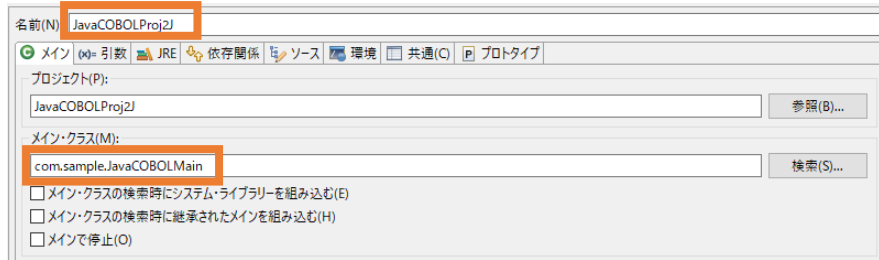 名前(N) JavaCOBOLProj2J
メイン (x)= 引数 JRE 依存関係 ソース 環境 共通(C) P プロトタイプ
プロジェクト(P):
JavaCOBOLProj2J 参照(B)...
メイン・クラス(M):
com.sample.JavaCOBOLMain 検索(S)...
メイン・クラスの検索時にシステム・ライブラリーを組み込む(E)
メイン・クラスの検索時に継承されたメインを組み込む(H)
メインで停止(O)